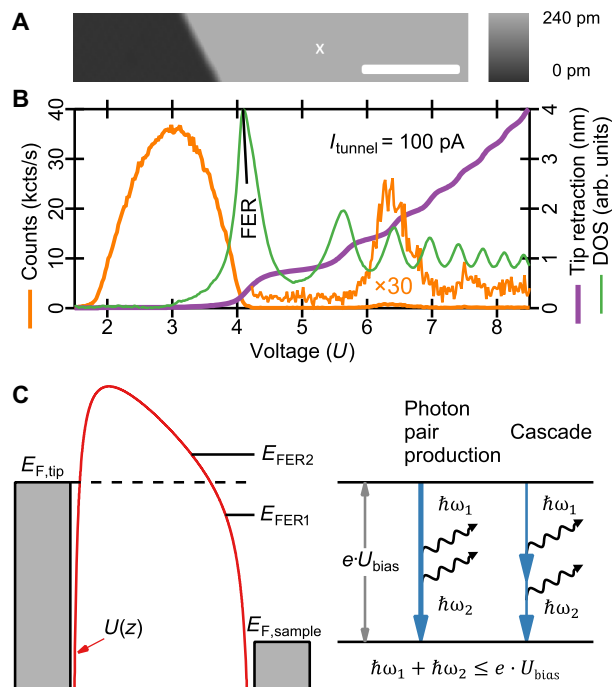 A
x
240 pm
0 pm
B
Counts (kcts/s)
40
30
20
10
0
I_tunnel = 100 pA
FER
×30
4
3
2
1
0
Tip retraction (nm)
DOS (arb. units)
2 3 4 5 6 7 8
Voltage (U)
C
E_F,tip
E_FER2
E_FER1
U(z)
E_F,sample
Photon
pair
production
Cascade
ħω₁ ħω₁
e·U_bias
ħω₂ ħω₂
ħω₁ + ħω₂ ≤ e · U_bias